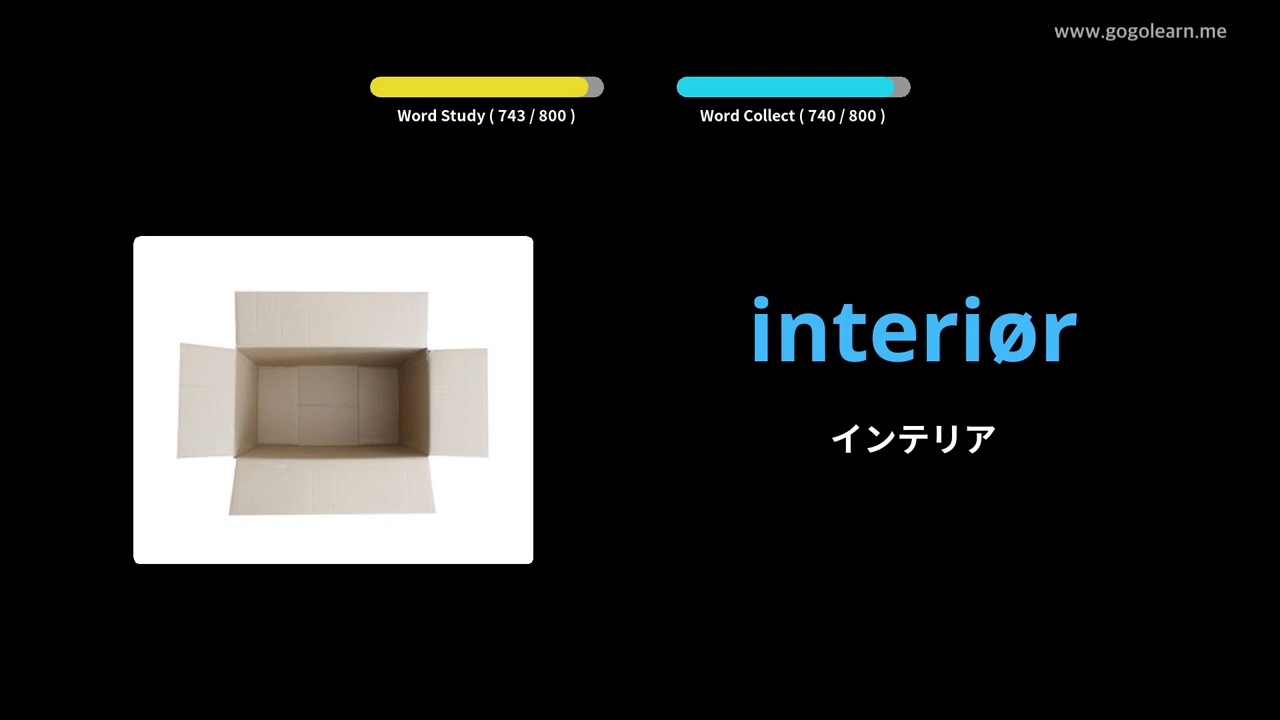 www.gogolearn.me
Word Study ( 743 / 800 )
Word Collect ( 740 / 800 )
interiør
インテリア